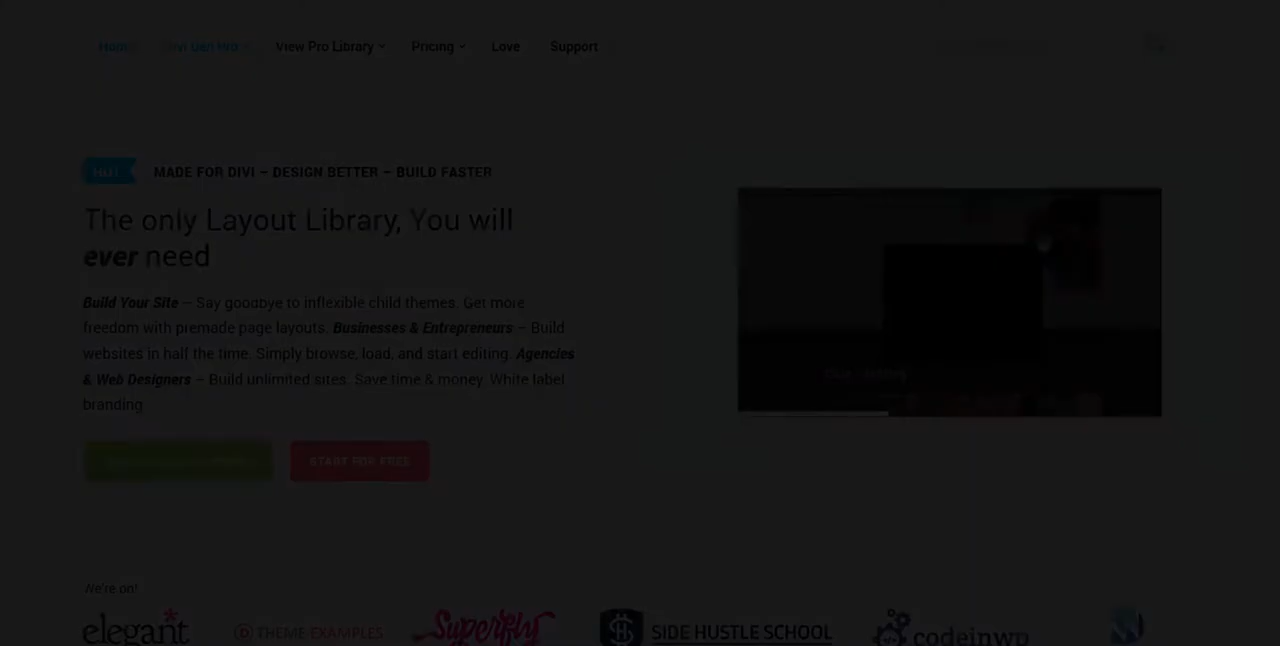 Home Divi Den Pro View Pro Library Pricing Love Support
HOT MADE FOR DIVI – DESIGN BETTER – BUILD FASTER
The only Layout Library, You will
ever need
Build Your Site – Say goodbye to inflexible child themes. Get more
freedom with premade page layouts. Businesses & Entrepreneurs – Build
websites in half the time. Simply browse, load, and start editing. Agencies
& Web Designers – Build unlimited sites. Save time & money. White label
branding
START FOR FREE
We're on!
elegant THEME EXAMPLES Superfly SIDE HUSTLE SCHOOL codeinwp